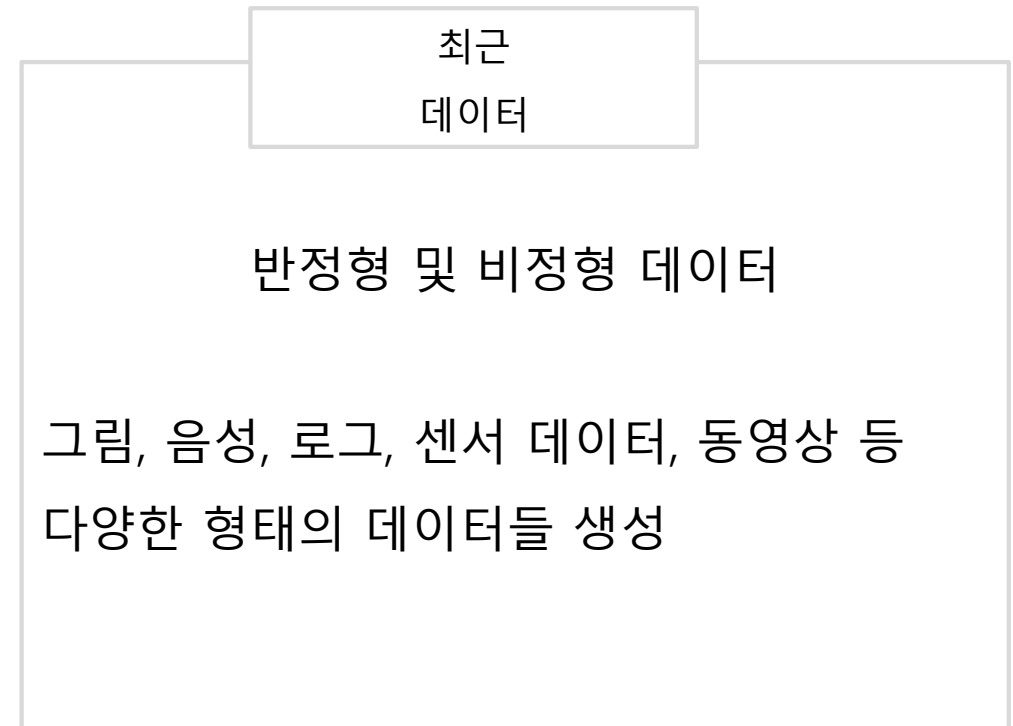 최근
데이터
반정형 및 비정형 데이터
그림, 음성, 로그, 센서 데이터, 동영상 등
다양한 형태의 데이터들 생성